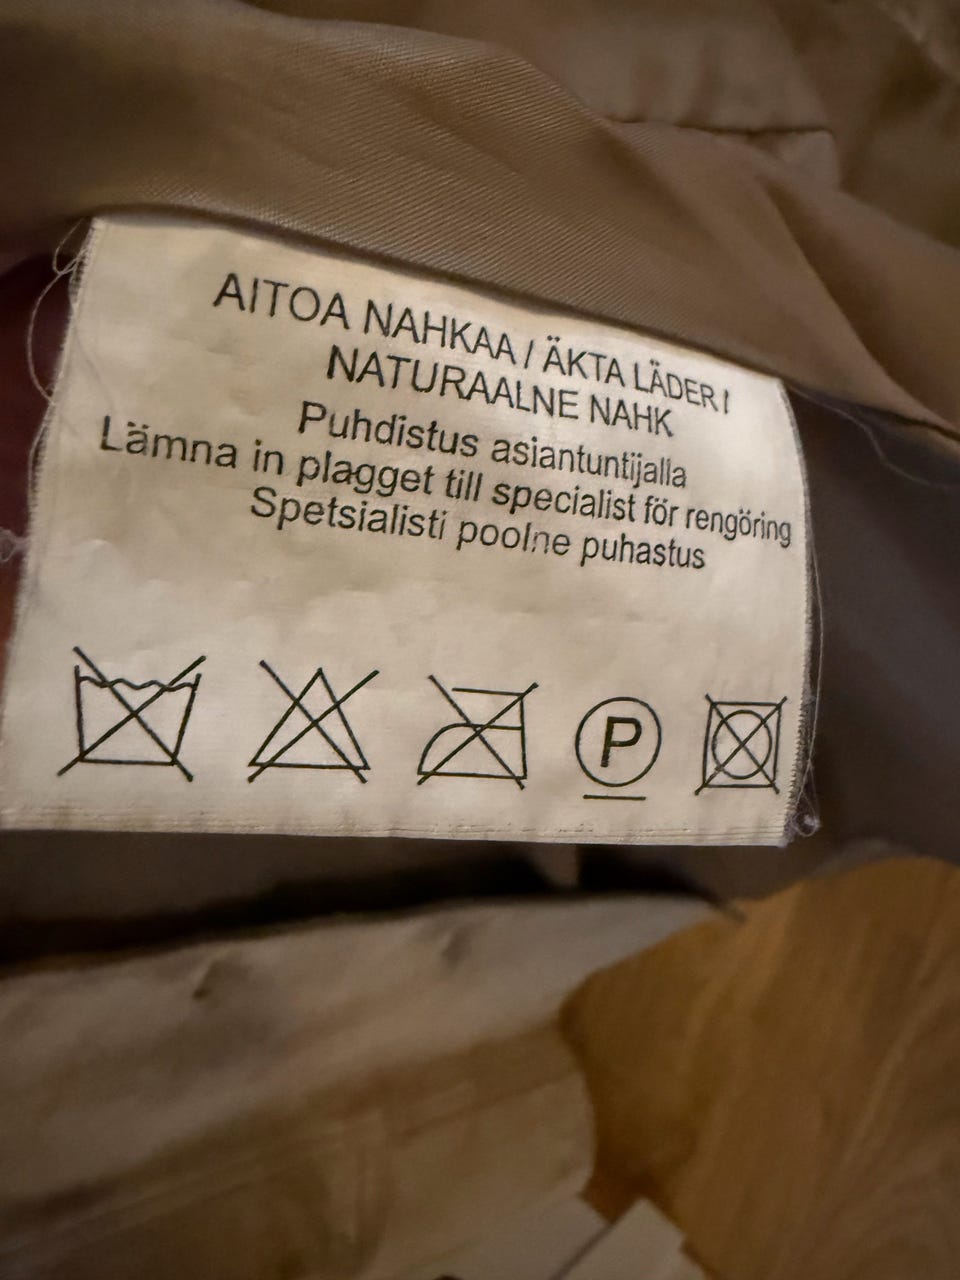 AITOA NAHKAA / ÄKTA LÄDER /
NATURAALNE NAHK
Puhdistus asiantuntijalla
Lämna in plagget till specialist för rengöring
Spetsialisti poolne puhastus
P